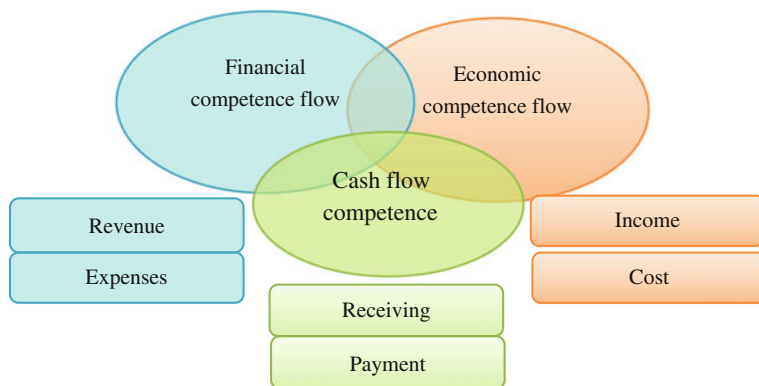 Financial
competence flow
Economic
competence flow
Cash flow
competence
Revenue
Expenses
Income
Cost
Receiving
Payment